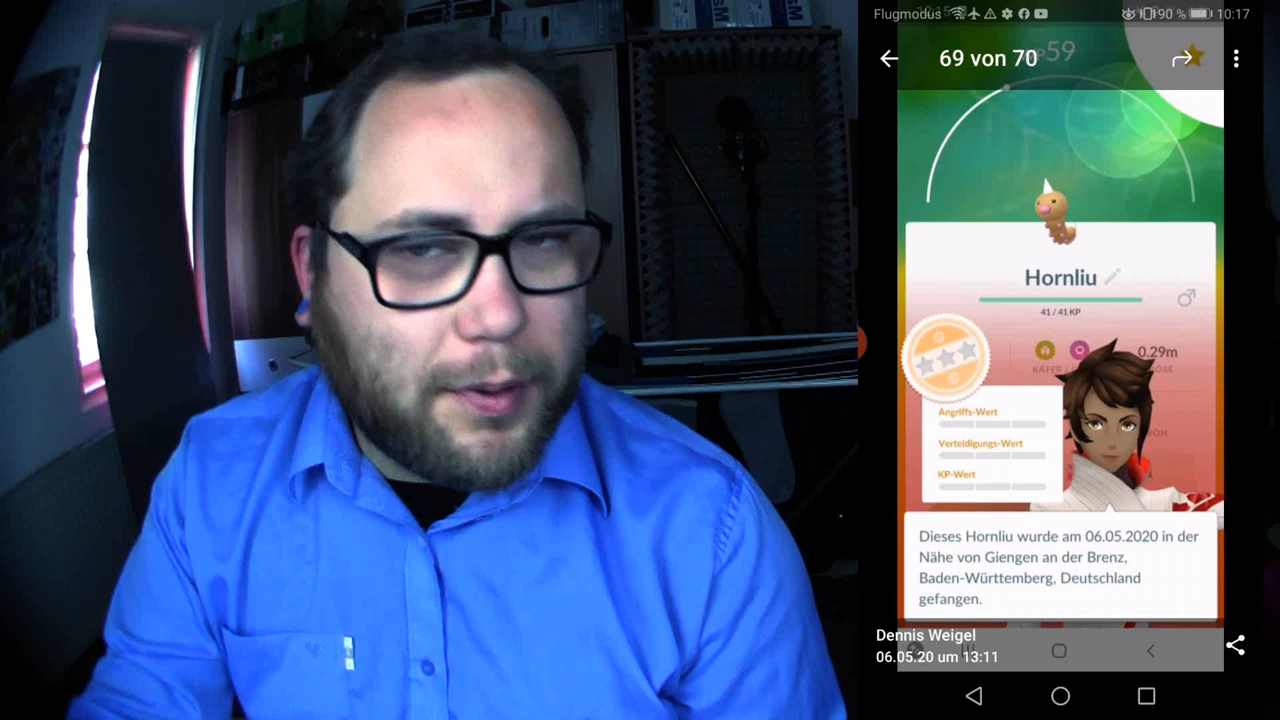 Flugmodus
90 %
10:17
69 von 70
59
Hornliu
41 / 41 KP
0.29m
KÄFER /
Angriffs-Wert
Verteidigungs-Wert
KP-Wert
Dieses Hornliu wurde am 06.05.2020 in der
Nähe von Giengen an der Brenz,
Baden-Württemberg, Deutschland
gefangen.
Dennis Weigel
06.05.20 um 13:11